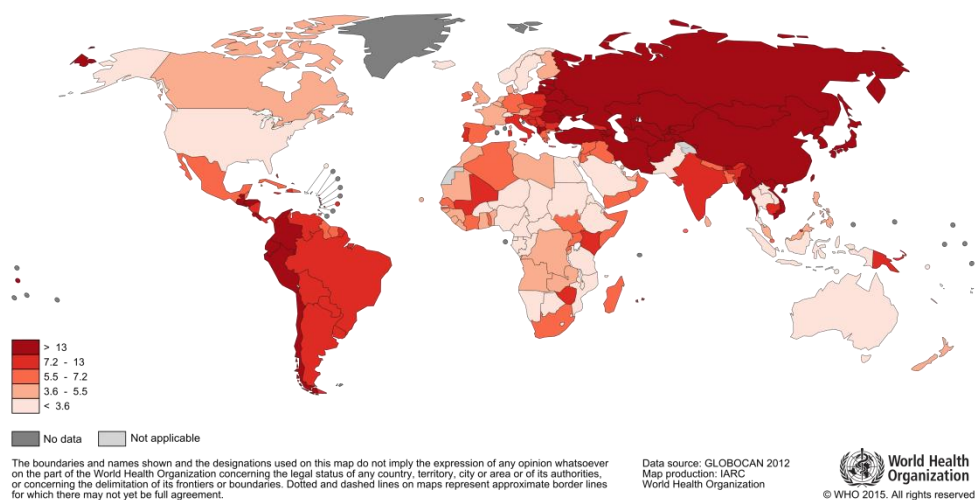 > 13
7.2 - 13
5.5 - 7.2
3.6 - 5.5
< 3.6
No data
Not applicable
The boundaries and names shown and the designations used on this map do not imply the expression of any opinion whatsoever
on the part of the World Health Organization concerning the legal status of any country, territory, city or area or of its authorities,
or concerning the delimitation of its frontiers or boundaries. Dotted and dashed lines on maps represent approximate border lines
for which there may not yet be full agreement.
Data source: GLOBOCAN 2012
Map production: IARC
World Health Organization
World Health
Organization
© WHO 2015. All rights reserved